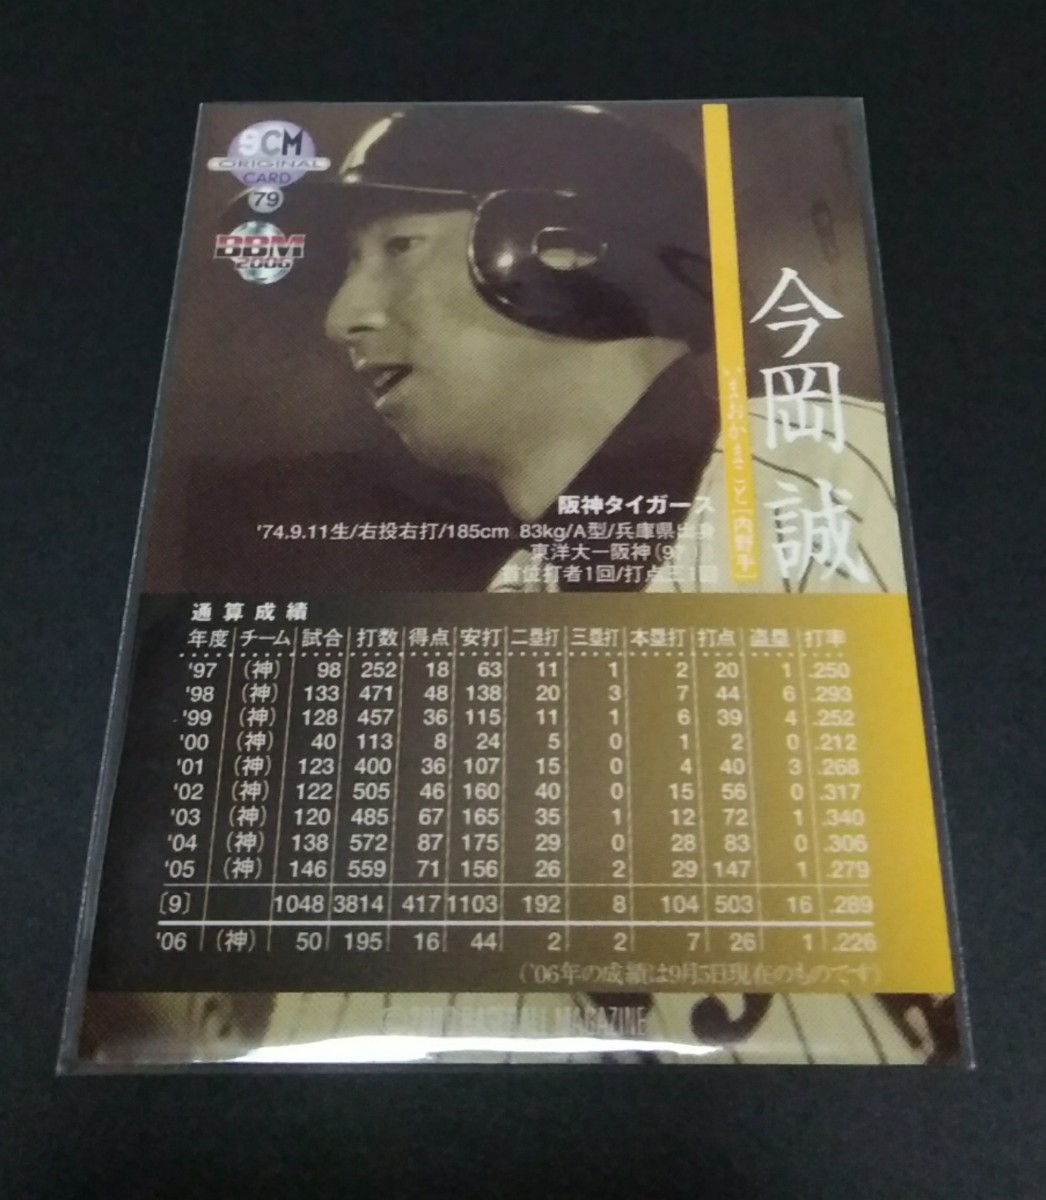 9CM
ORIGINAL
CARD
79
BBM
2006
今岡 誠
いまおか まこと [内野手]
阪神タイガース
'74.9.11生/右投右打/185cm 83kg/A型/兵庫県出身
東洋大ー阪神(97
首位打者1回/打点王1回
通算成績
年度 チーム 試合 打数 得点 安打 二塁打 三塁打 本塁打 打点 盗塁 打率
'97 (神) 98 252 18 63 11 1 2 20 1 .250
'98 (神) 133 471 48 138 20 3 7 44 6 .293
'99 (神) 128 457 36 115 11 1 6 39 4 .252
'00 (神) 40 113 8 24 5 0 1 2 0 .212
'01 (神) 123 400 36 107 15 0 4 40 3 .268
'02 (神) 122 505 46 160 40 0 15 56 0 .317
'03 (神) 120 485 67 165 35 1 12 72 1 .340
'04 (神) 138 572 87 175 29 0 28 83 0 .306
'05 (神) 146 559 71 156 26 2 29 147 1 .279
[9] 1048 3814 417 1103 192 8 104 503 16 .289
'06 (神) 50 195 16 44 2 2 7 26 1 .226
('06年の成績は9月5日現在のものです)
BASEBALL MAGAZINE